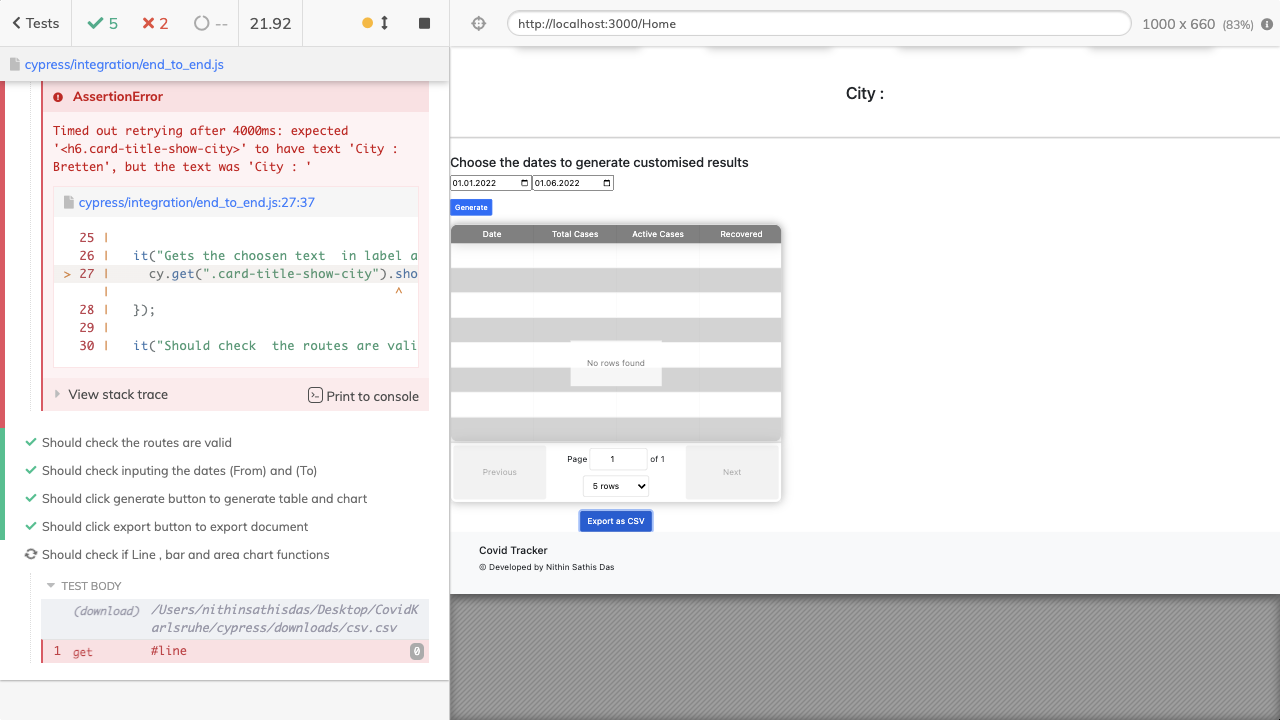 Tests
5
2
--
21.92
http://localhost:3000/Home
1000 x 660 (83%)
cypress/integration/end_to_end.js
AssertionError
Timed out retrying after 4000ms: expected
'<h6.card-title-show-city>' to have text 'City :
Bretten', but the text was 'City : '
cypress/integration/end_to_end.js:27:37
25 |
26 | it("Gets the choosen text  in label a
> 27 | cy.get(".card-title-show-city").sho
| ^
28 | });
29 |
30 | it("Should check  the routes are vali
View stack trace
Print to console
Should check the routes are valid
Should check inputing the dates (From) and (To)
Should click generate button to generate table and chart
Should click export button to export document
Should check if Line , bar and area chart functions
TEST BODY
(download) /Users/nithinsathisdas/Desktop/CovidK
arlsruhe/cypress/downloads/csv.csv
1 get #line 0
City :
Choose the dates to generate customised results
01.01.2022 01.06.2022
Generate
Date Total Cases Active Cases Recovered
No rows found
Previous
Page 1 of 1
5 rows
Next
Export as CSV
Covid Tracker
© Developed by Nithin Sathis Das